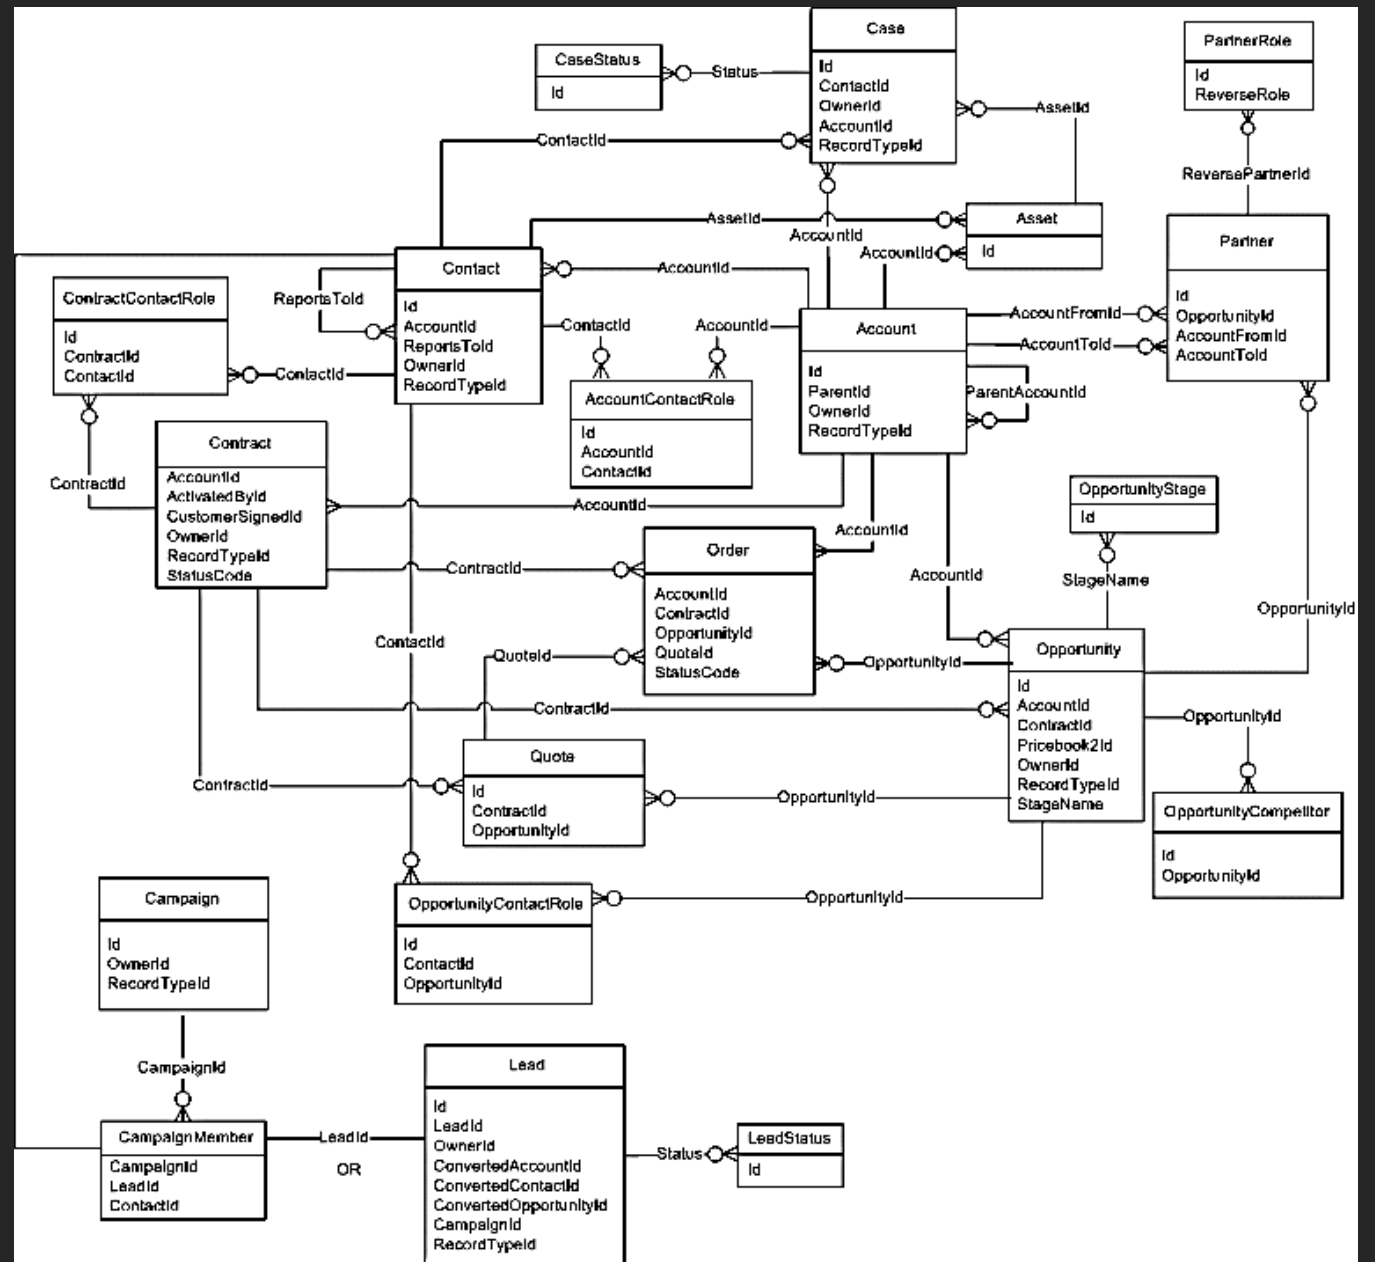 Case
Id
ContactId
OwnerId
AccountId
RecordTypeId
CaseStatus
Id
Status
PartnerRole
Id
ReverseRole
AssetId
ContactId
ReversePartnerId
AssetId
Asset
Id
AccountId
AccountId
Partner
Id
OpportunityId
AccountFromId
AccountToId
Contact
Id
AccountId
ReportsToId
OwnerId
RecordTypeId
AccountId
ReportsToId
ContractContactRole
Id
ContractId
ContactId
ContactId
ContactId
AccountId
Account
Id
ParentId
OwnerId
RecordTypeId
AccountFromId
AccountToId
ParentAccountId
AccountContactRole
Id
AccountId
ContactId
Contract
AccountId
ActivatedById
CustomerSignedId
OwnerId
RecordTypeId
StatusCode
ContractId
AccountId
OpportunityStage
Id
StageName
Order
AccountId
ContractId
OpportunityId
QuoteId
StatusCode
AccountId
AccountId
ContractId
OpportunityId
ContactId
QuoteId
OpportunityId
Opportunity
Id
AccountId
ContractId
Pricebook2Id
OwnerId
RecordTypeId
StageName
ContractId
OpportunityId
Quote
Id
ContractId
OpportunityId
ContractId
OpportunityId
OpportunityCompetitor
Id
OpportunityId
Campaign
Id
OwnerId
RecordTypeId
OpportunityContactRole
Id
ContactId
OpportunityId
OpportunityId
CampaignId
Lead
Id
LeadId
OwnerId
ConvertedAccountId
ConvertedContactId
ConvertedOpportunityId
CampaignId
RecordTypeId
CampaignMember
CampaignId
LeadId
ContactId
LeadId
OR
Status
LeadStatus
Id